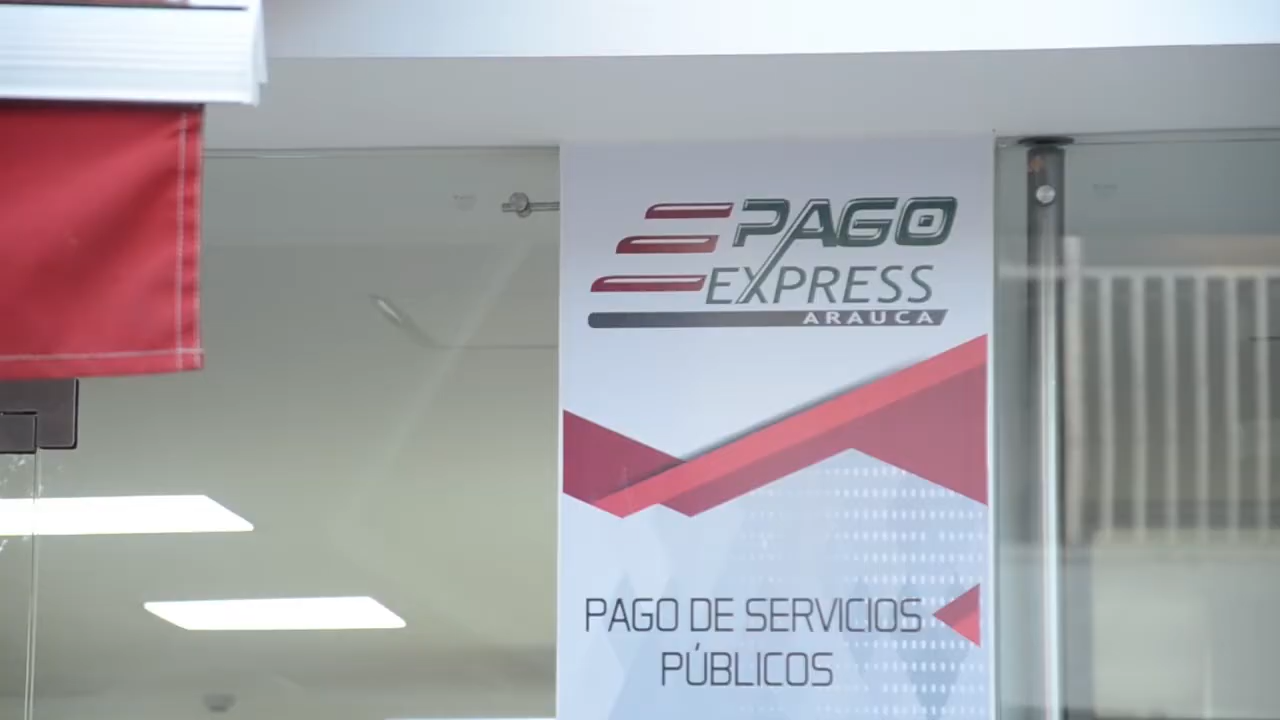 PAGO
EXPRESS
ARAUCA
PAGO DE SERVICIOS
PÚBLICOS